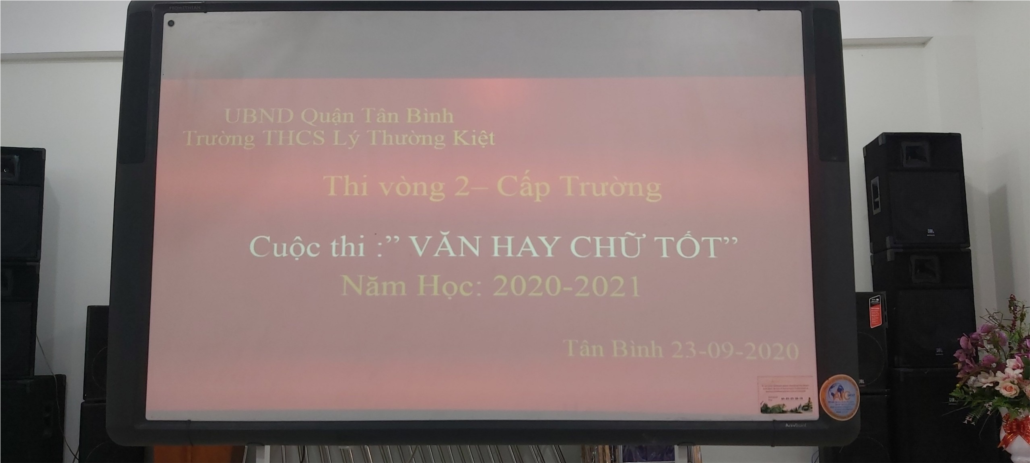 UBND Quận Tân Bình
Trường THCS Lý Thường Kiệt
Thi vòng 2– Cấp Trường
Cuộc thi :” VĂN HAY CHỮ TỐT”
Năm Học: 2020-2021
Tân Bình 23-09-2020